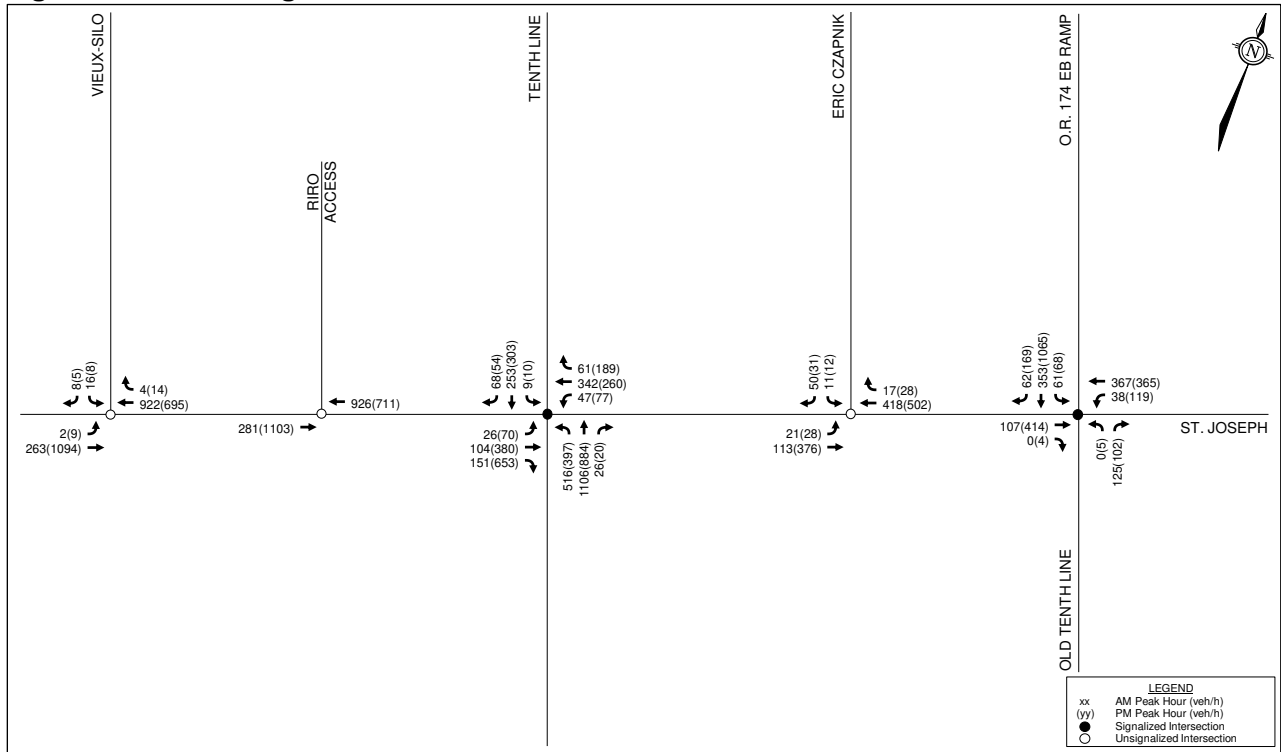 VIEUX-SILO
RIRO
ACCESS
TENTH LINE
ERIC CZAPNIK
O.R. 174 EB RAMP
N
8(5)
16(8)
4(14)
922(695)
2(9)
263(1094)
926(711)
281(1103)
68(54)
253(303)
9(10)
61(189)
342(260)
47(77)
26(70)
104(380)
151(653)
516(397)
1106(884)
26(20)
50(31)
11(12)
17(28)
418(502)
21(28)
113(376)
62(169)
353(1065)
61(68)
367(365)
38(119)
107(414)
0(4)
0(5)
125(102)
ST. JOSEPH
OLD TENTH LINE
LEGEND
xx AM Peak Hour (veh/h)
(yy) PM Peak Hour (veh/h)
Signalized Intersection
Unsignalized Intersection